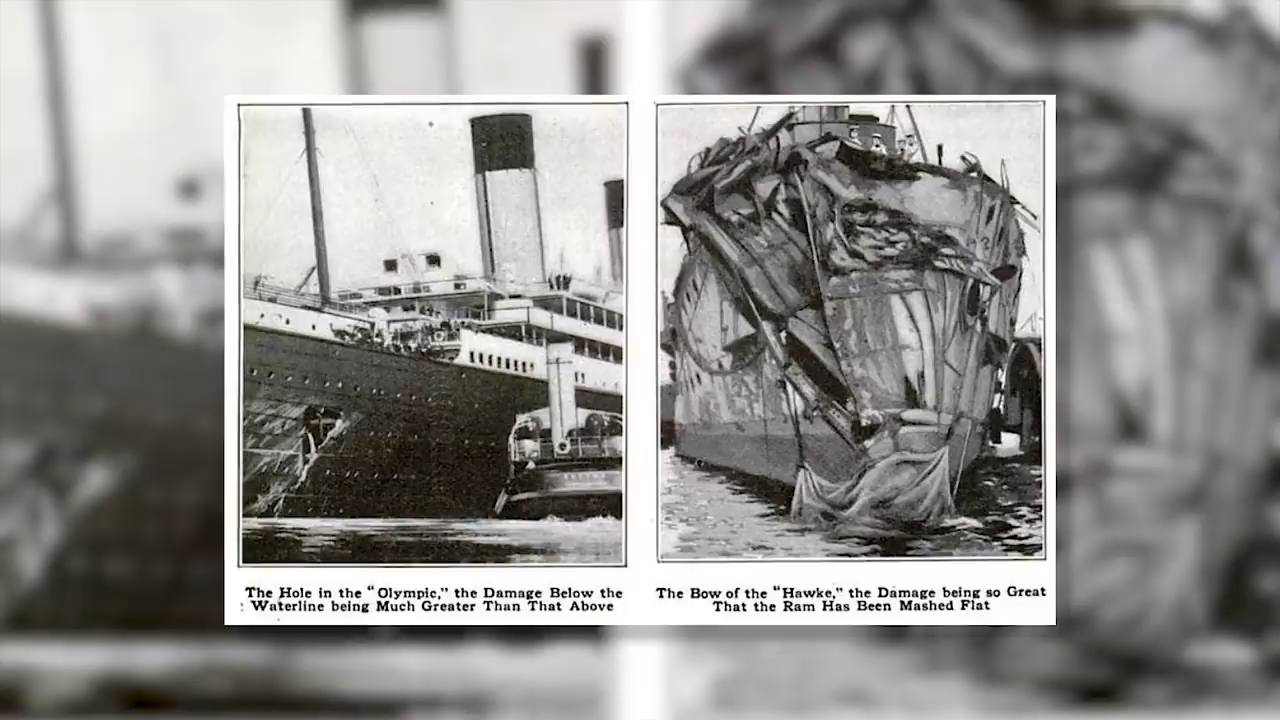 The Hole in the "Olympic," the Damage Below the
Waterline being Much Greater Than That Above
The Bow of the "Hawke," the Damage being so Great
That the Ram Has Been Mashed Flat